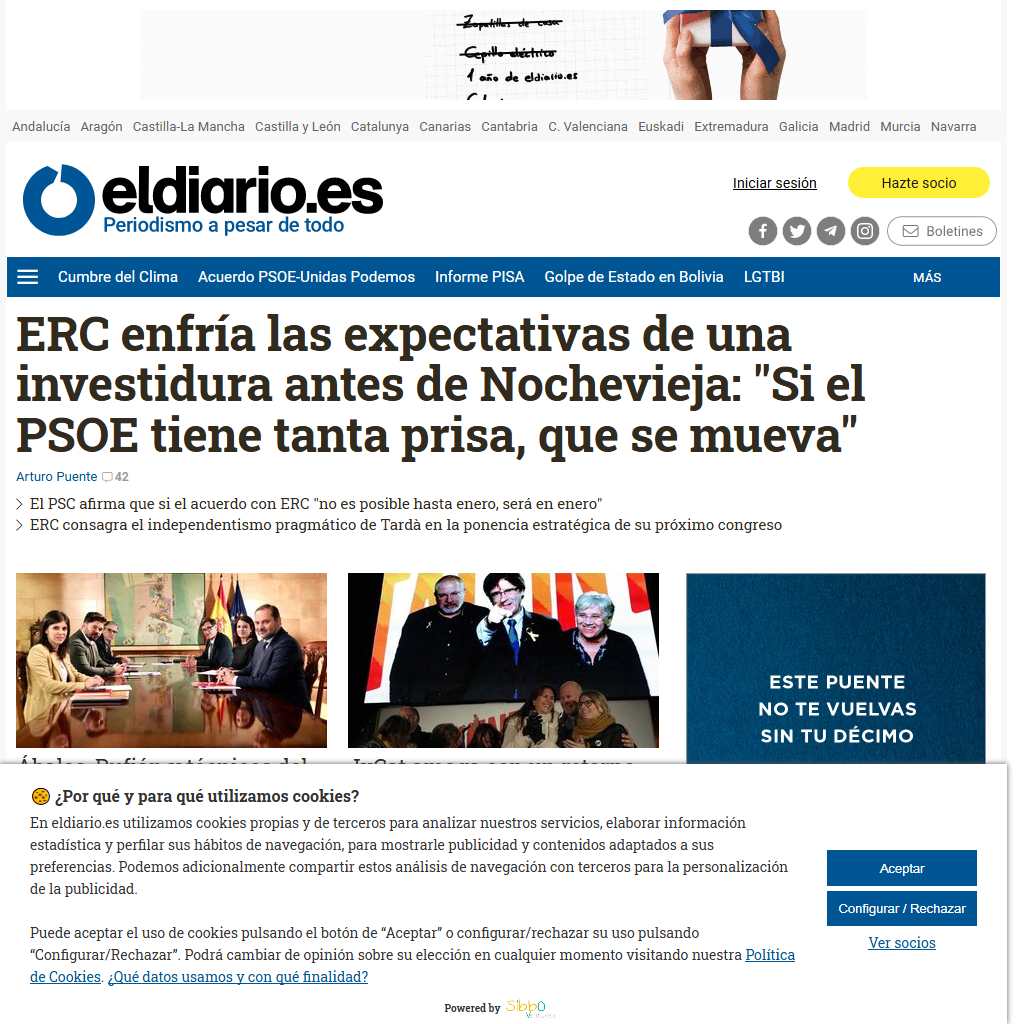 Zapatillas de casa
Cepillo eléctrico
1 año de eldiario.es
Andalucía Aragón Castilla-La Mancha Castilla y León Catalunya Canarias Cantabria C. Valenciana Euskadi Extremadura Galicia Madrid Murcia Navarra
eldiario.es
Periodismo a pesar de todo
Iniciar sesión
Hazte socio
Boletines
Cumbre del Clima Acuerdo PSOE-Unidas Podemos Informe PISA Golpe de Estado en Bolivia LGTBI MÁS
ERC enfría las expectativas de una
investidura antes de Nochevieja: "Si el
PSOE tiene tanta prisa, que se mueva"
Arturo Puente 42
El PSC afirma que si el acuerdo con ERC "no es posible hasta enero, será en enero"
ERC consagra el independentismo pragmático de Tardà en la ponencia estratégica de su próximo congreso
ESTE PUENTE
NO TE VUELVAS
SIN TU DÉCIMO
¿Por qué y para qué utilizamos cookies?
En eldiario.es utilizamos cookies propias y de terceros para analizar nuestros servicios, elaborar información
estadística y perfilar sus hábitos de navegación, para mostrarle publicidad y contenidos adaptados a sus
preferencias. Podemos adicionalmente compartir estos análisis de navegación con terceros para la personalización
de la publicidad.
Puede aceptar el uso de cookies pulsando el botón de “Aceptar” o configurar/rechazar su uso pulsando
“Configurar/Rechazar”. Podrá cambiar de opinión sobre su elección en cualquier momento visitando nuestra Política
de Cookies. ¿Qué datos usamos y con qué finalidad?
Aceptar
Configurar / Rechazar
Ver socios
Powered by Sibbo